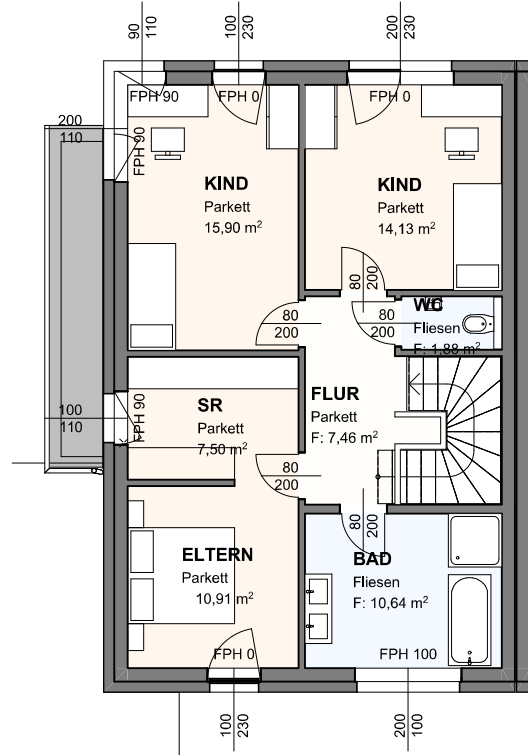 90
110
100
230
200
230
FPH 90
FPH 0
FPH 0
200
110
FPH 90
KIND
Parkett
15,90 m²
KIND
Parkett
14,13 m²
80
200
WC
Fliesen
F: 1,88 m²
80
200
80
200
100
110
FPH 90
SR
Parkett
7,50 m²
FLUR
Parkett
F: 7,46 m²
80
200
80
200
ELTERN
Parkett
10,91 m²
BAD
Fliesen
F: 10,64 m²
FPH 0
FPH 100
100
230
200
100